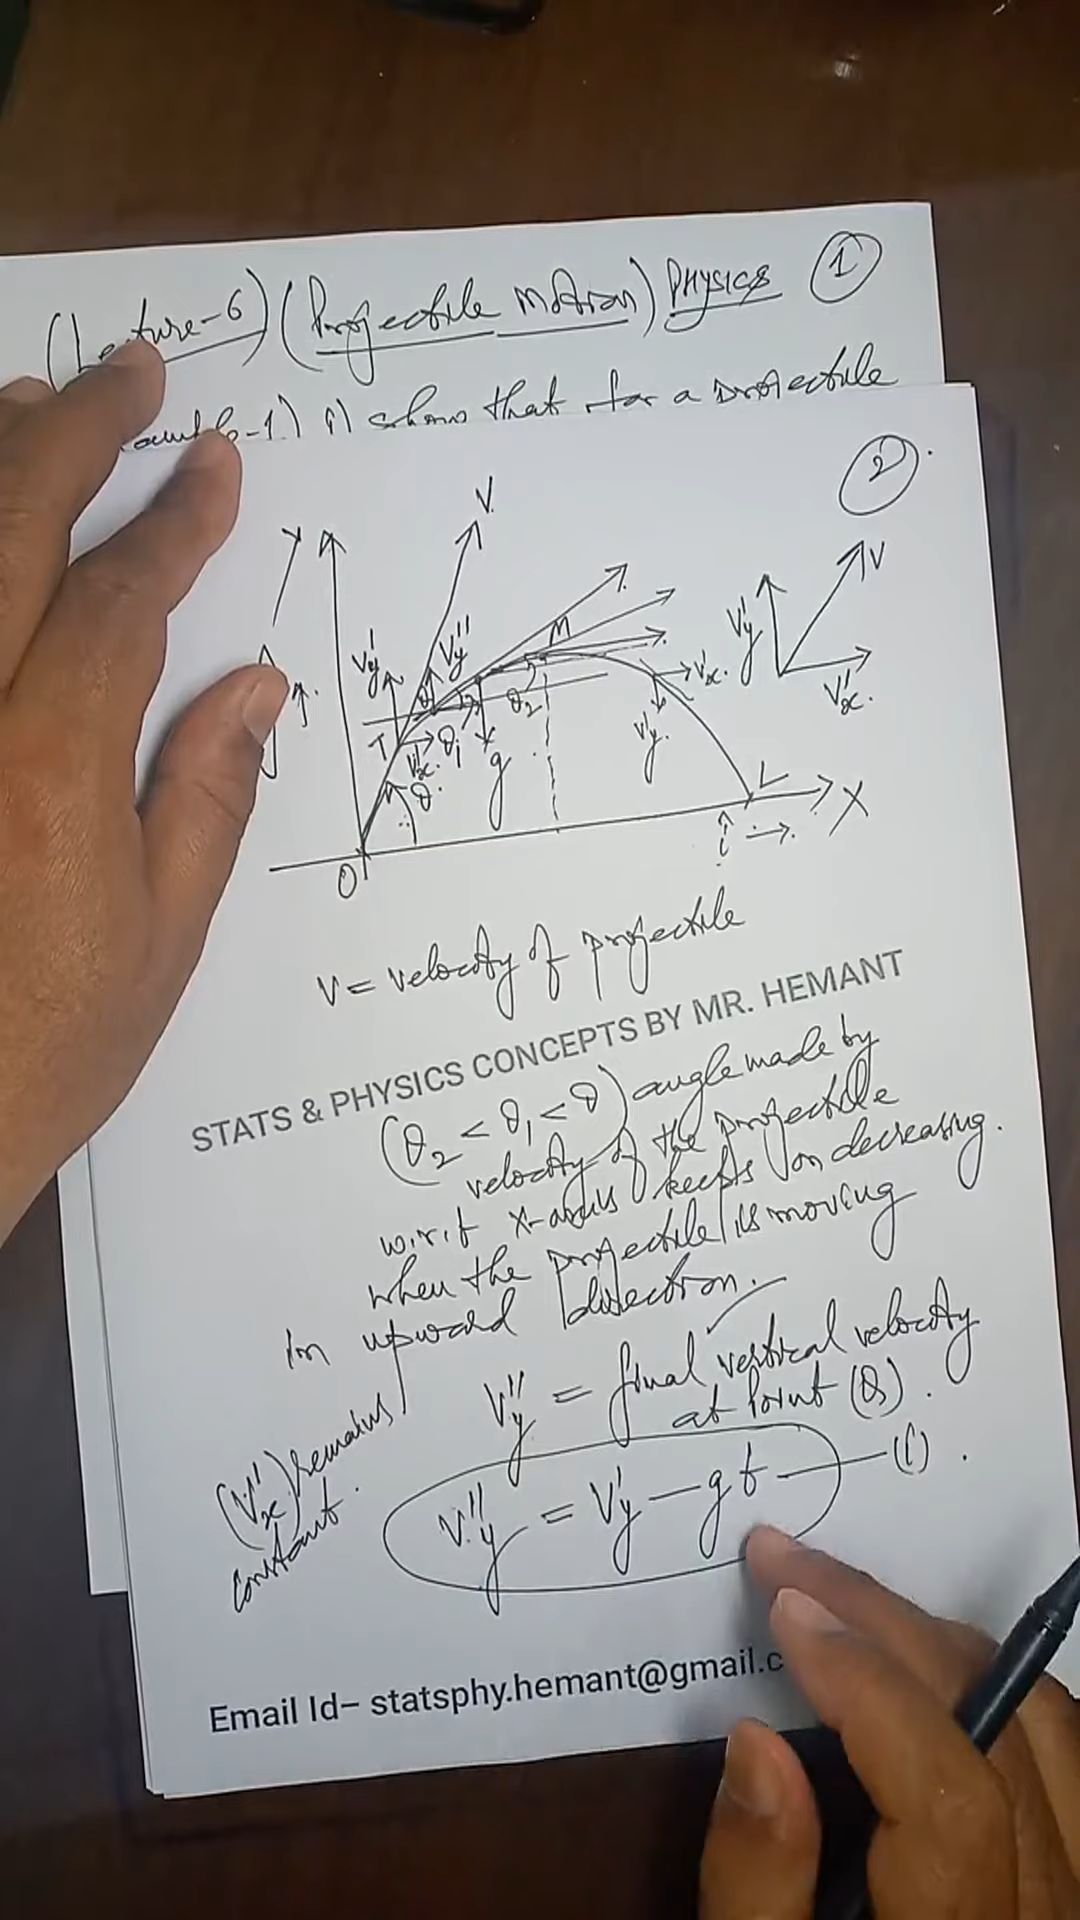 (Lecture-6) (Projectile Motion) Physics 1
-1) i) show that for a projectile
2
Y
V
V
M
V'y
V''y
V'y
V'x
V'x.
θ1
θ2
T
V'x
θ
g
V'y
L
X
î
O
V = velocity of projectile
STATS & PHYSICS CONCEPTS BY MR. HEMANT
(θ2 < θ1 < θ) angle made by
velocity of the projectile
w.r.t X-axis keeps on decreasing.
when the projectile is moving
in upward direction.
V''y = final vertical velocity
at point (Q).
(V'x) remains
constant.
V''y = V'y - gt — (i).
Email Id– statsphy.hemant@gmail.c